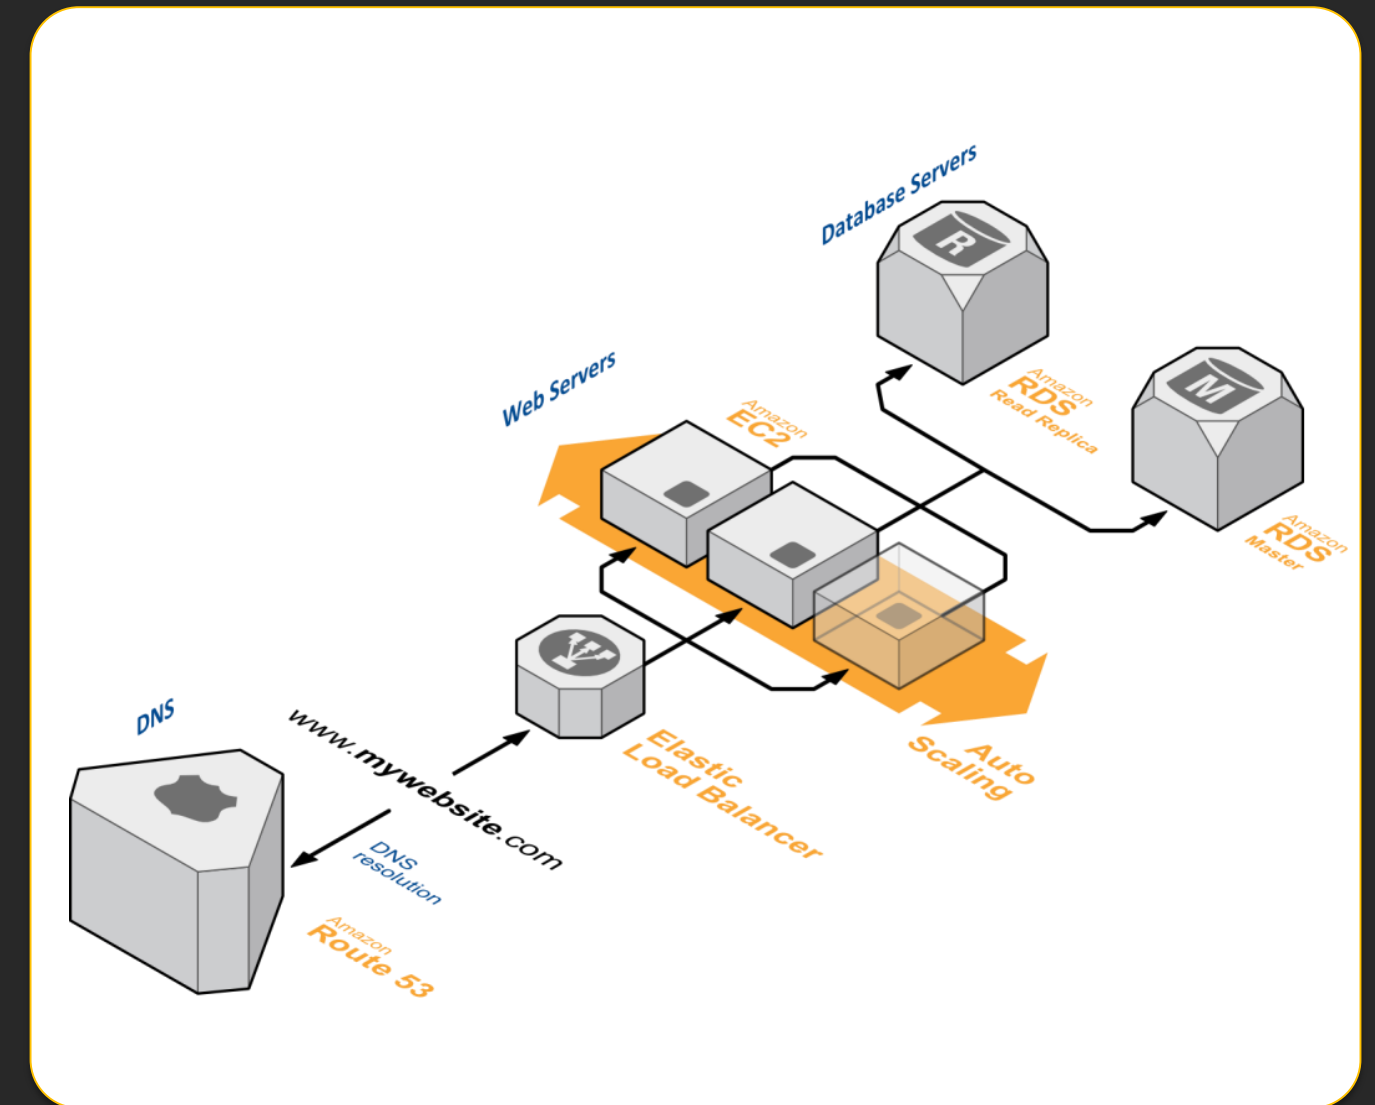 Database Servers
R
Amazon
RDS
Read Replica
M
Amazon
RDS
Master
Web Servers
Amazon
EC2
Elastic
Load Balancer
Auto
Scaling
DNS
www.mywebsite.com
DNS
resolution
Amazon
Route 53